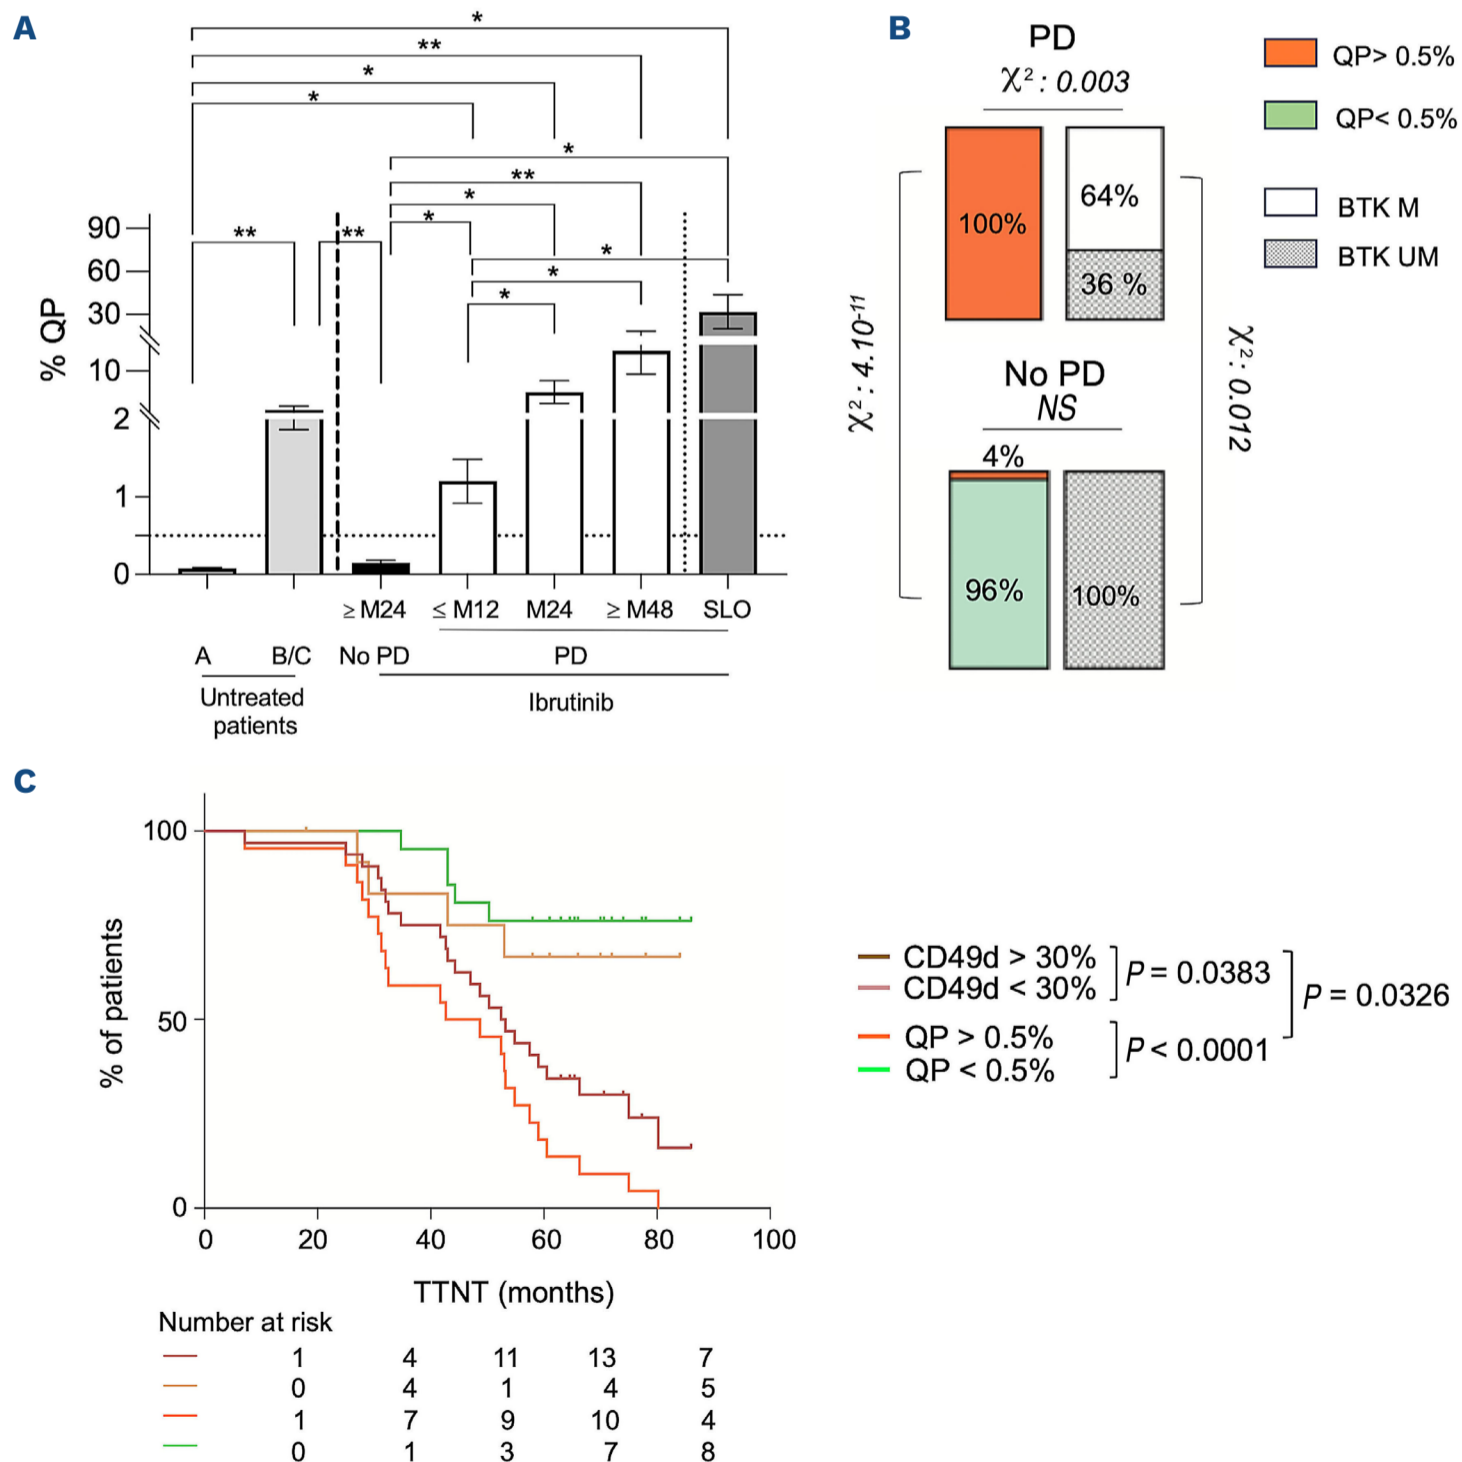 A
*
**
*
*
*
**
*
*
**
**
*
*
*
% QP
90
60
30
10
2
1
0
≥ M24
≤ M12
M24
≥ M48
SLO
A
B/C
No PD
PD
Untreated
patients
Ibrutinib
B
PD
χ² : 0.003
100%
64%
36 %
χ² : 4.10⁻¹¹
χ² : 0.012
No PD
NS
4%
96%
100%
QP> 0.5%
QP< 0.5%
BTK M
BTK UM
C
% of patients
100
50
0
0 20 40 60 80 100
TTNT (months)
CD49d > 30%
CD49d < 30%
P = 0.0383
QP > 0.5%
QP < 0.5%
P < 0.0001
P = 0.0326
Number at risk
1 4 11 13 7
0 4 1 4 5
1 7 9 10 4
0 1 3 7 8